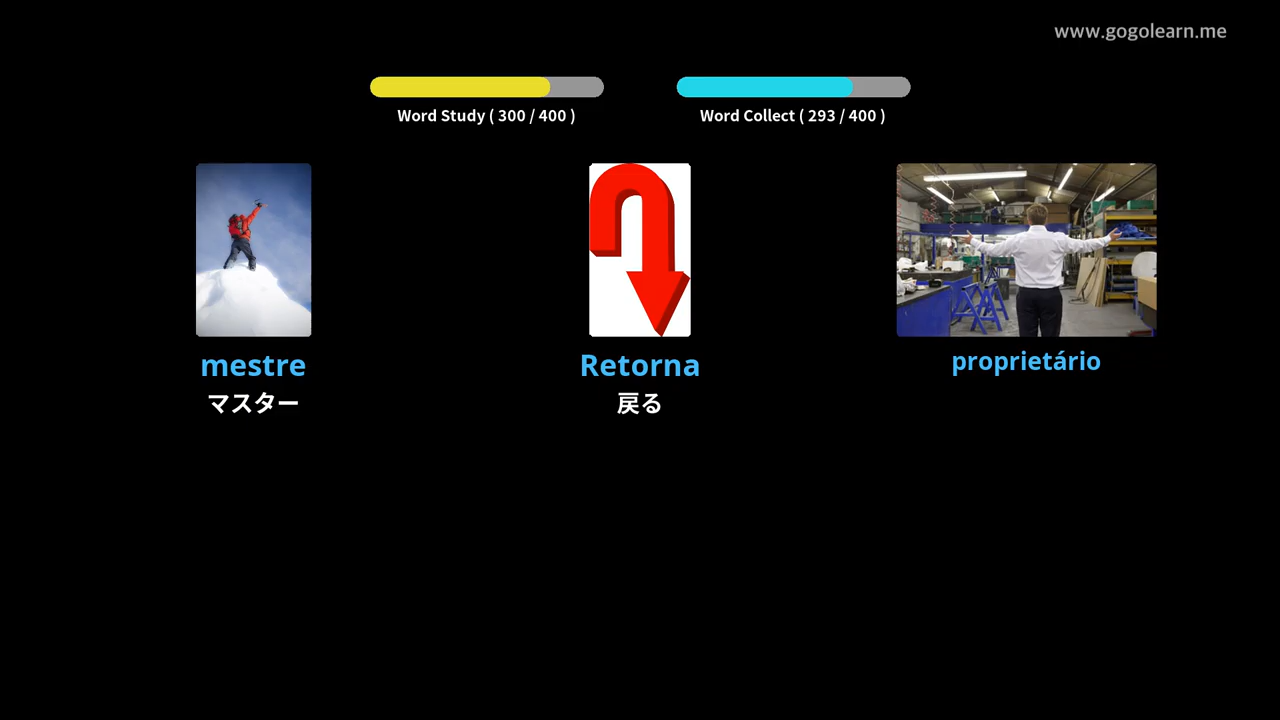 www.gogolearn.me
Word Study ( 300 / 400 )
Word Collect ( 293 / 400 )
mestre
マスター
Retorna
戻る
proprietário